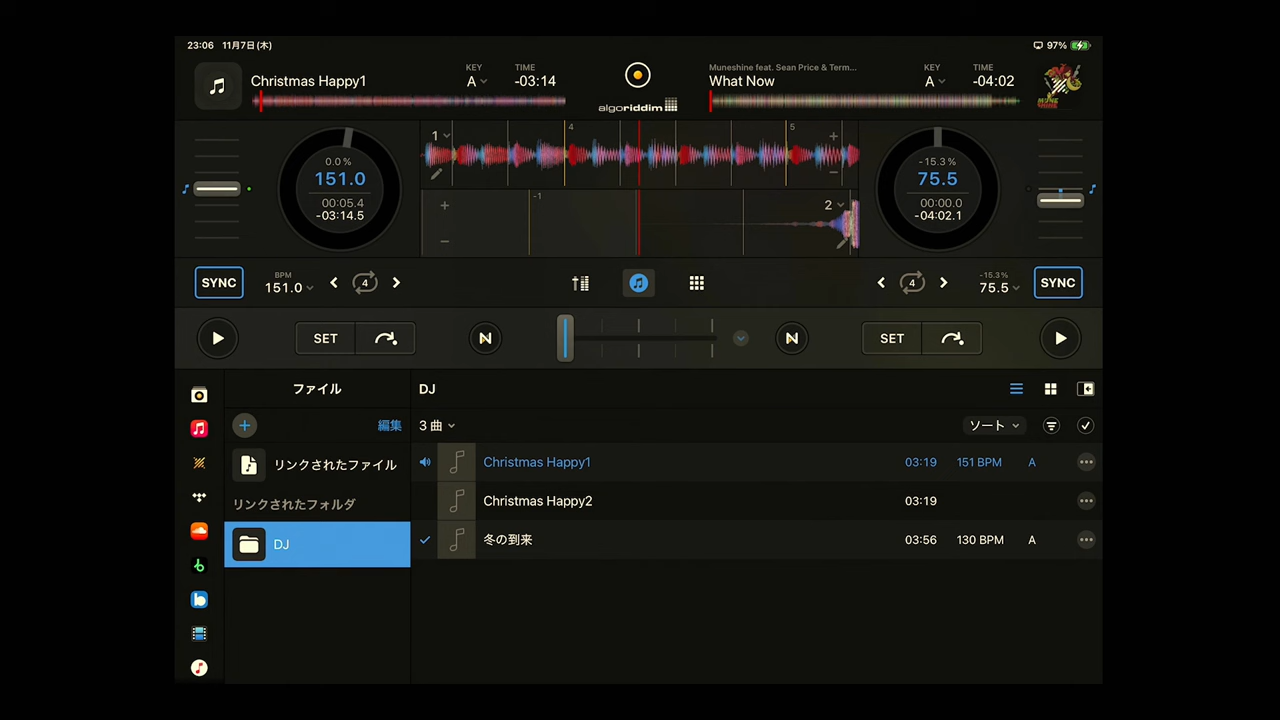 23:06 11月7日(木)
97%
Christmas Happy1
KEY
A
TIME
-03:14
algoriddim
Muneshine feat. Sean Price & Term...
What Now
KEY
A
TIME
-04:02
0.0 %
151.0
00:05.4
-03:14.5
1
4
5
-1
2
-15.3 %
75.5
00:00.0
-04:02.1
SYNC
BPM
151.0
4
4
-15.3%
75.5
SYNC
SET
SET
ファイル
DJ
編集
3 曲
ソート
リンクされたファイル
リンクされたフォルダ
DJ
Christmas Happy1 03:19 151 BPM A
Christmas Happy2 03:19
冬の到来 03:56 130 BPM A